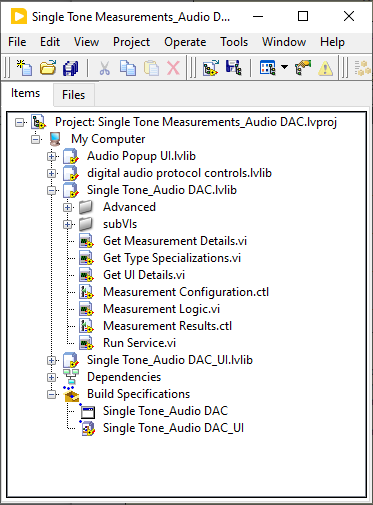 Single Tone Measurements_Audio D...
File Edit View Project Operate Tools Window Help
Items Files
Project: Single Tone Measurements_Audio DAC.lvproj
My Computer
Audio Popup UI.lvlib
digital audio protocol controls.lvlib
Single Tone_Audio DAC.lvlib
Advanced
subVIs
Get Measurement Details.vi
Get Type Specializations.vi
Get UI Details.vi
Measurement Configuration.ctl
Measurement Logic.vi
Measurement Results.ctl
Run Service.vi
Single Tone_Audio DAC_UI.lvlib
Dependencies
Build Specifications
Single Tone_Audio DAC
Single Tone_Audio DAC_UI